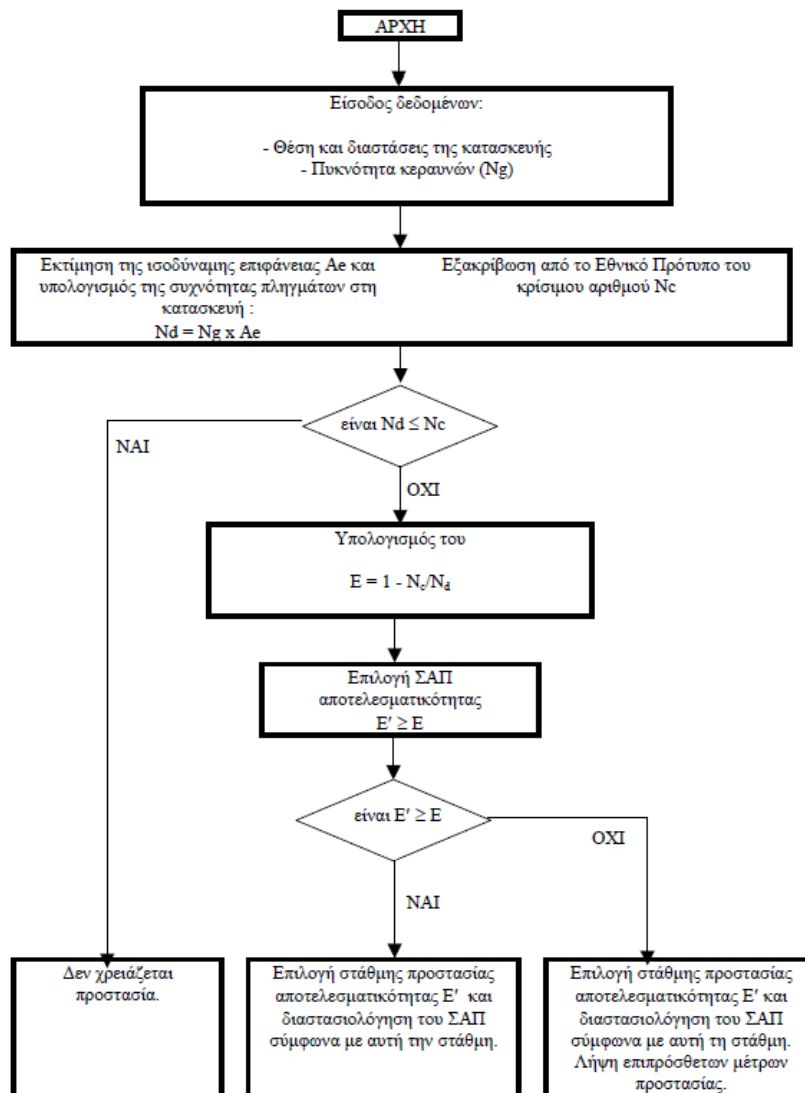 ΑΡΧΗ
Είσοδος δεδομένων:
- Θέση και διαστάσεις της κατασκευής
- Πυκνότητα κεραυνών (Ng)
Εκτίμηση της ισοδύναμης επιφάνειας Ae και
υπολογισμός της συχνότητας πληγμάτων στη
κατασκευή :
Nd = Ng x Ae
Εξακρίβωση από το Εθνικό Πρότυπο του
κρίσιμου αριθμού Nc
είναι Nd ≤ Nc
ΝΑΙ
ΟΧΙ
Υπολογισμός του
E = 1 - N_c/N_d
Επιλογή ΣΑΠ
αποτελεσματικότητας
E' ≥ E
είναι E' ≥ E
ΟΧΙ
ΝΑΙ
Δεν χρειάζεται
προστασία.
Επιλογή στάθμης προστασίας
αποτελεσματικότητας E' και
διαστασιολόγηση του ΣΑΠ
σύμφωνα με αυτή την στάθμη.
Επιλογή στάθμης προστασίας
αποτελεσματικότητας E' και
διαστασιολόγηση του ΣΑΠ
σύμφωνα με αυτή τη στάθμη.
Λήψη επιπρόσθετων μέτρων
προστασίας.